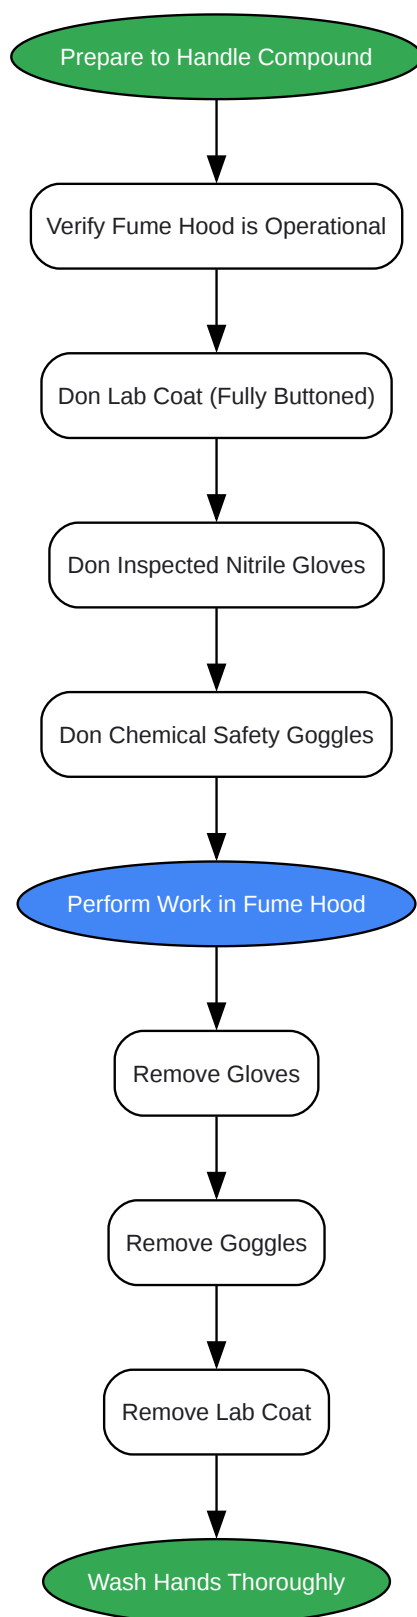 Prepare to Handle Compound
Verify Fume Hood is Operational
Don Lab Coat (Fully Buttoned)
Don Inspected Nitrile Gloves
Don Chemical Safety Goggles
Perform Work in Fume Hood
Remove Gloves
Remove Goggles
Remove Lab Coat
Wash Hands Thoroughly